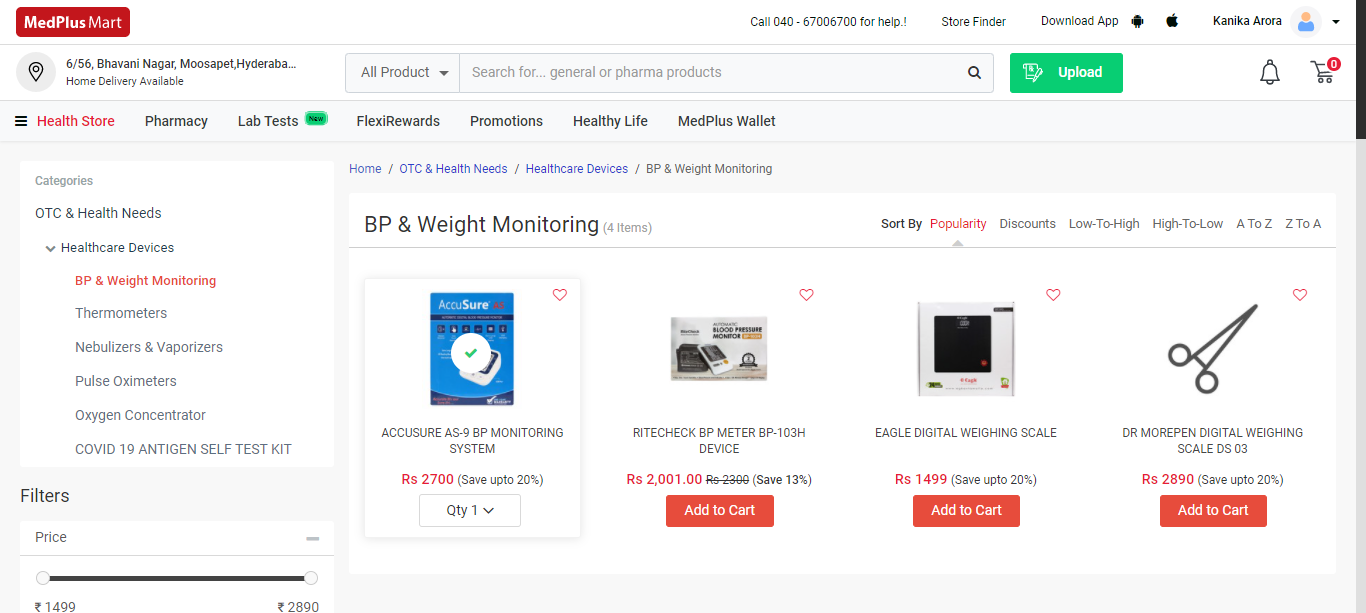 MedPlus Mart
Call 040 - 67006700 for help.!
Store Finder
Download App
Kanika Arora
6/56, Bhavani Nagar, Moosapet,Hyderaba...
Home Delivery Available
All Product
Search for... general or pharma products
Upload
0
Health Store
Pharmacy
Lab Tests
New
FlexiRewards
Promotions
Healthy Life
MedPlus Wallet
Home / OTC & Health Needs / Healthcare Devices / BP & Weight Monitoring
Categories
OTC & Health Needs
Healthcare Devices
BP & Weight Monitoring
Thermometers
Nebulizers & Vaporizers
Pulse Oximeters
Oxygen Concentrator
COVID 19 ANTIGEN SELF TEST KIT
Filters
Price
₹ 1499
₹ 2890
BP & Weight Monitoring (4 Items)
Sort By Popularity Discounts Low-To-High High-To-Low A To Z Z To A
AccuSure
ACCUSURE AS-9 BP MONITORING
SYSTEM
Rs 2700 (Save upto 20%)
Qty 1
AUTOMATIC
BLOOD PRESSURE
MONITOR
RITECHECK BP METER BP-103H
DEVICE
Rs 2,001.00 Rs 2300 (Save 13%)
Add to Cart
EAGLE DIGITAL WEIGHING SCALE
Rs 1499 (Save upto 20%)
Add to Cart
DR MOREPEN DIGITAL WEIGHING
SCALE DS 03
Rs 2890 (Save upto 20%)
Add to Cart